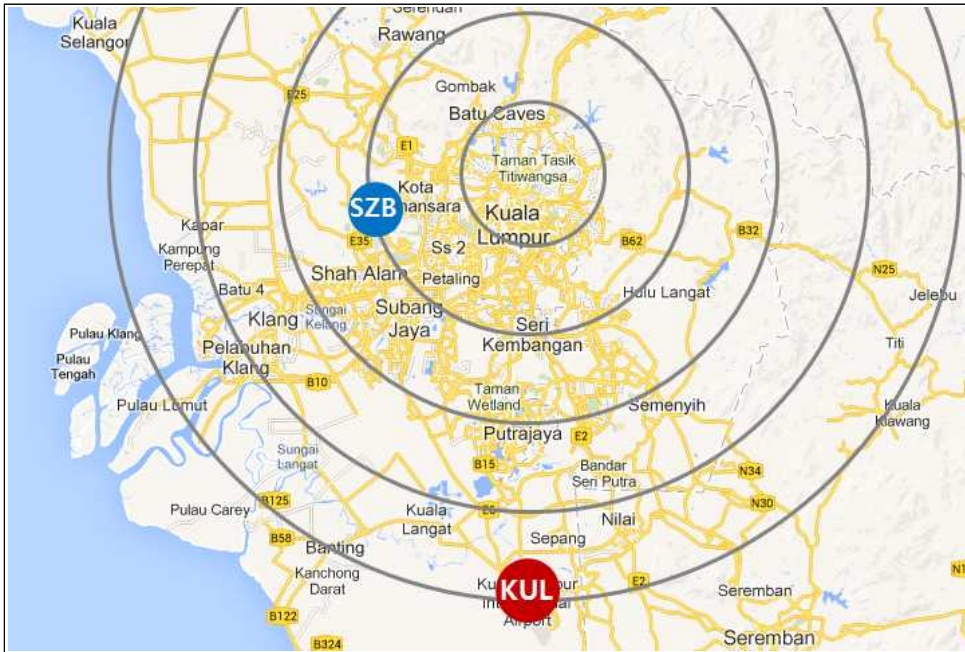 Kuala
Selangor
Serendah
Rawang
Gombak
Batu Caves
E25
E1
Taman Tasik
Titiwangsa
Kota
SZB
Kuala
Lumpur
Kapar
Kampung
Perepat
E35
Ss 2
B62
B32
N25
Shah Alam
Petaling
Batu 4
Hulu Langat
Jelebu
Sungai
Kelang
Subang
Jaya
Klang
Seri
Kembangan
Titi
Pulau Klang
Pulau
Tengah
Pelabuhan
Klang
B10
Taman
Wetland
Pulau Lumut
Semenyih
Kuala
Klawang
Putrajaya
E2
Sungai
Langat
B15
Bandar
Seri Putra
N34
B125
Pulau Carey
Kuala
Langat
N30
Nilai
B58
Sepang
Banting
Kanchong
Darat
KUL
Airport
E2
Seremban
B122
B324
Seremban